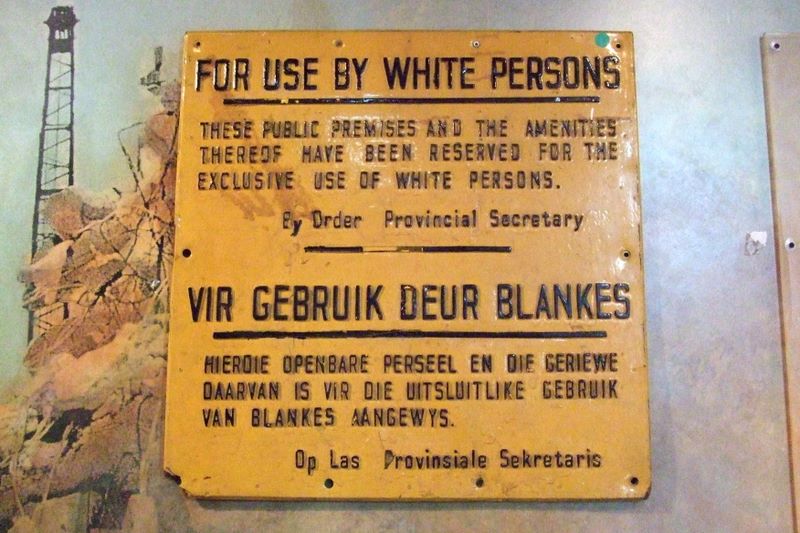 FOR USE BY WHITE PERSONS
THESE PUBLIC PREMISES AND THE AMENITIES
THEREOF HAVE BEEN RESERVED FOR THE
EXCLUSIVE USE OF WHITE PERSONS.
By Order Provincial Secretary
VIR GEBRUIK DEUR BLANKES
HIERDIE OPENBARE PERSEEL EN DIE GERIEWE
DAARVAN IS VIR DIE UITSLUITLIKE GEBRUIK
VAN BLANKES AANGEWYS.
Op Las Provinsiale Sekretaris